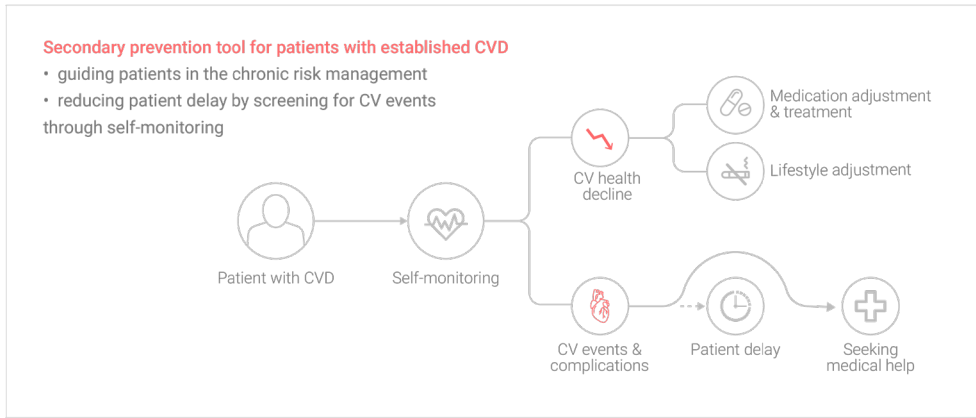 Secondary prevention tool for patients with established CVD
• guiding patients in the chronic risk management
• reducing patient delay by screening for CV events
through self-monitoring
Medication adjustment
& treatment
CV health
decline
Lifestyle adjustment
Patient with CVD
Self-monitoring
CV events &
complications
Patient delay
Seeking
medical help